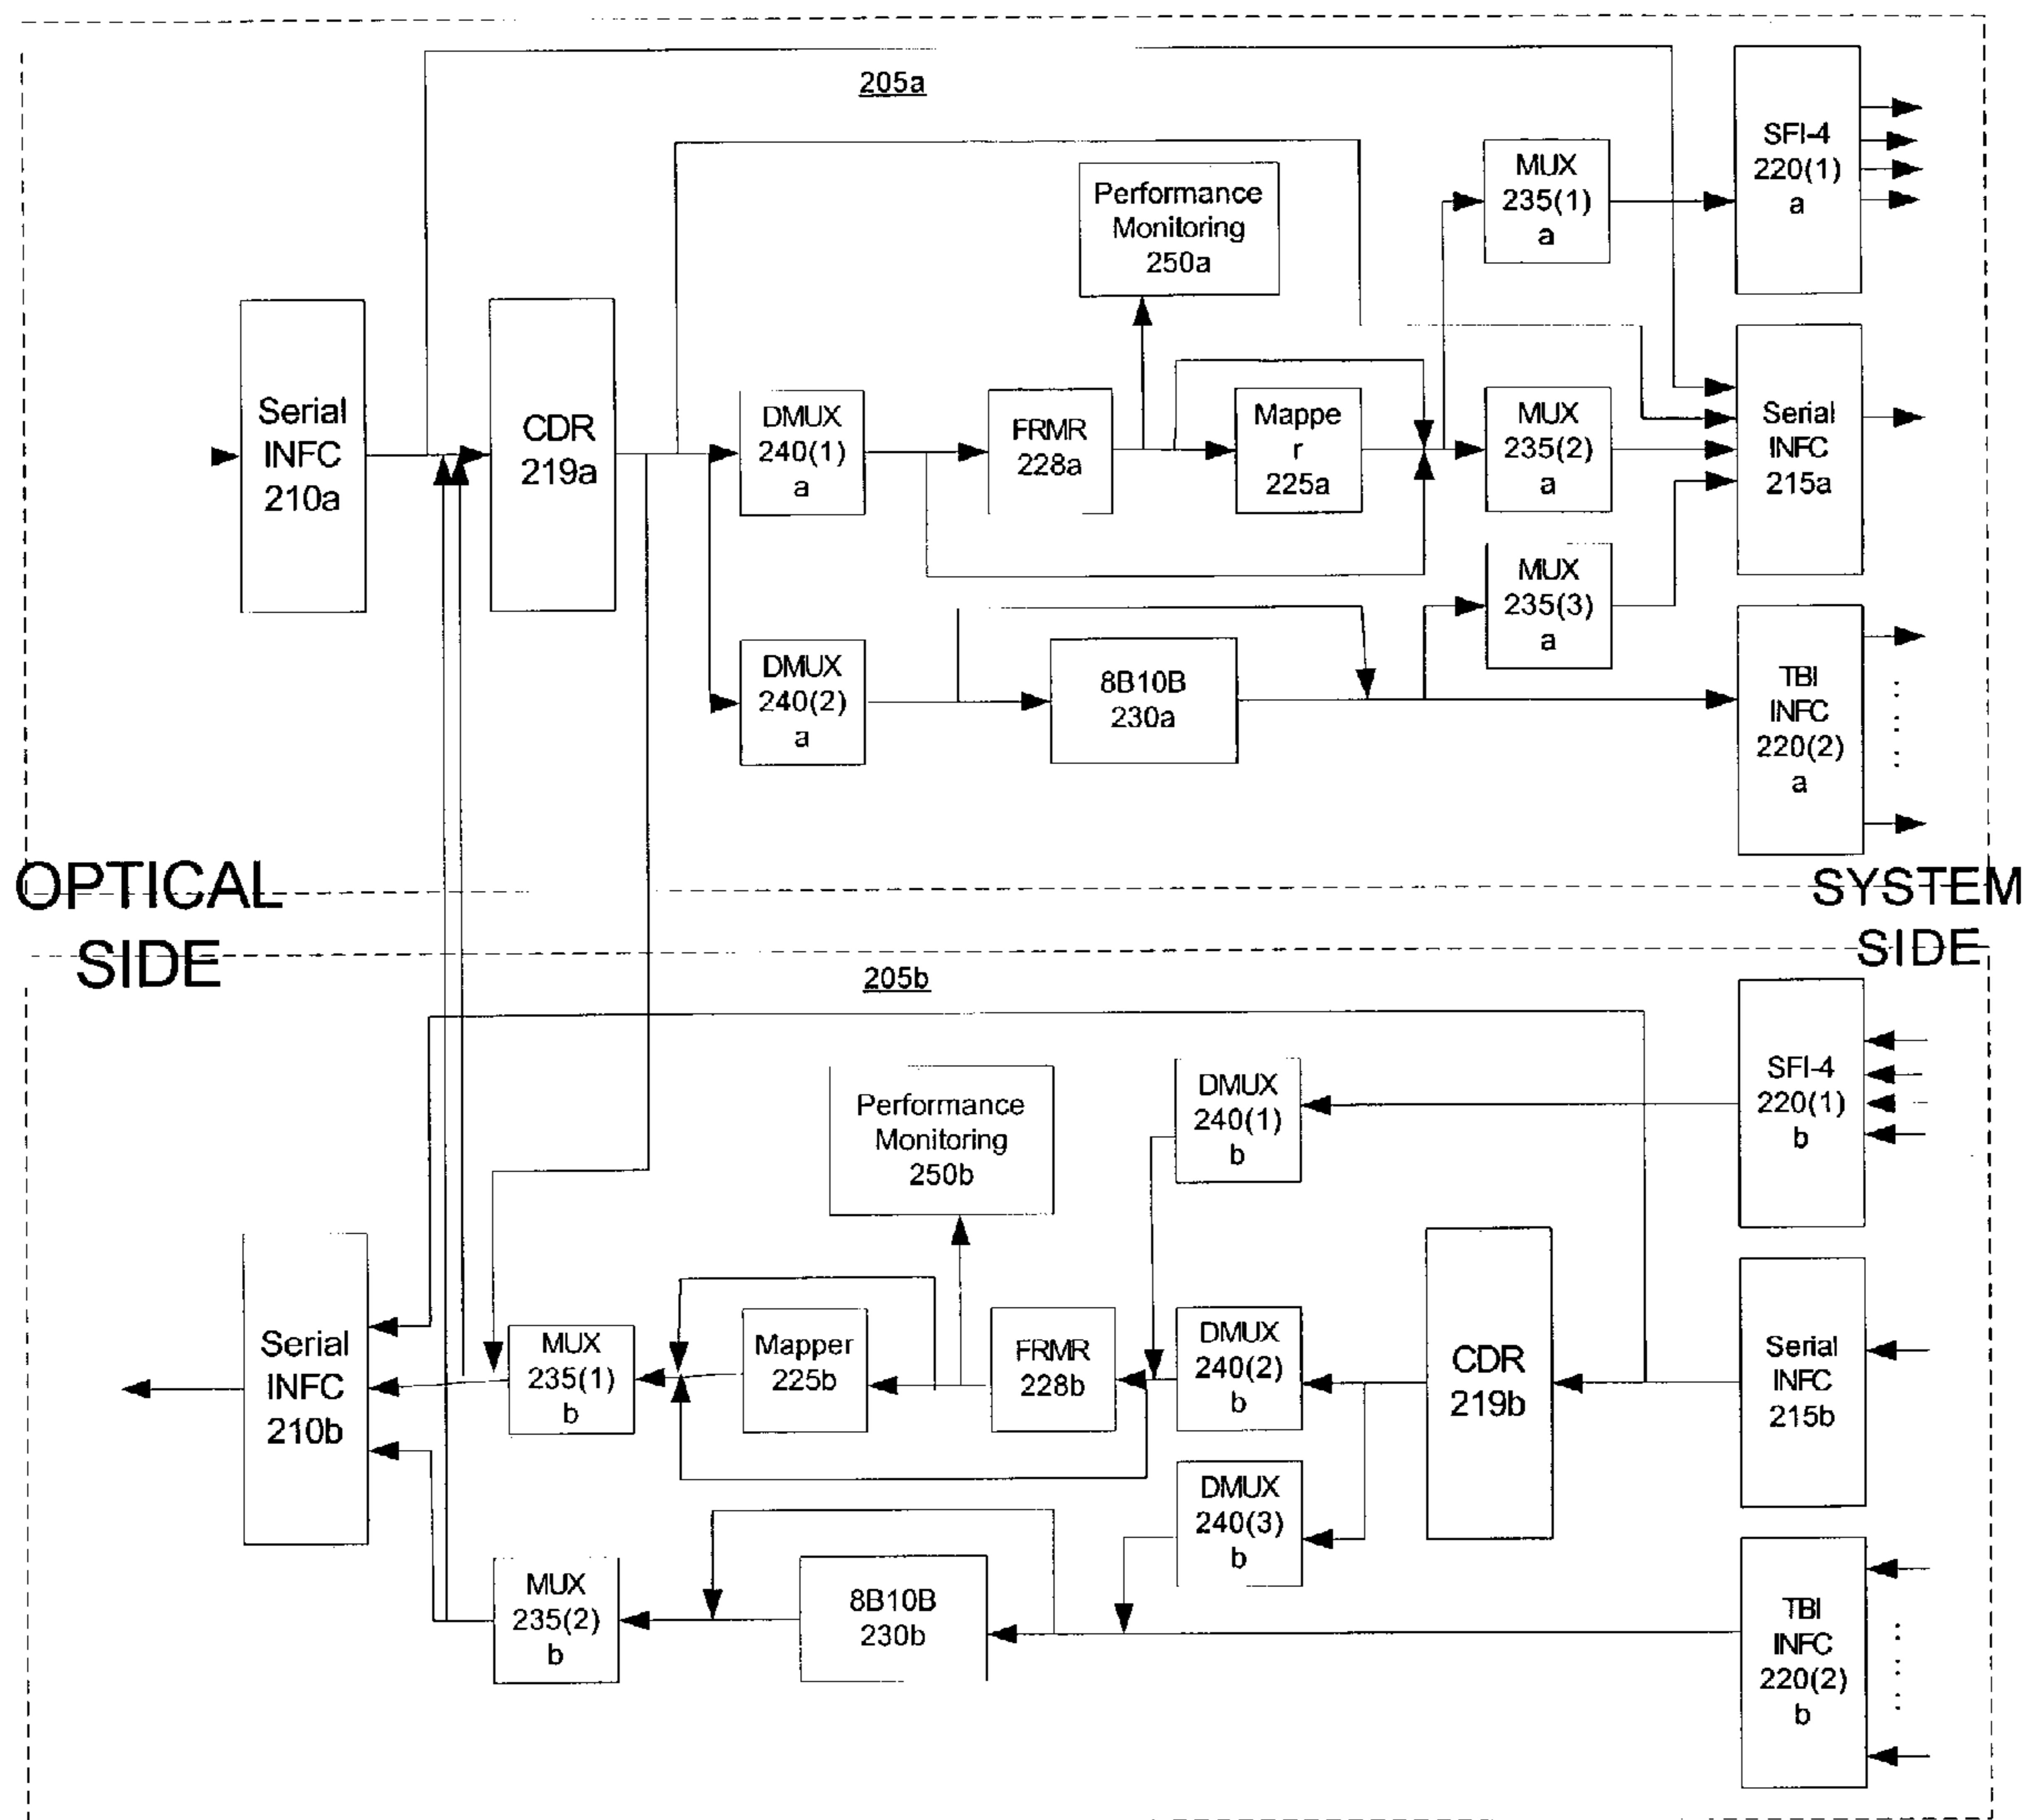 205a
SFI-4
220(1)
a
MUX
235(1)
a
Performance
Monitoring
250a
Serial
INFC
210a
CDR
219a
DMUX
240(1)
a
FRMR
228a
Mappe
r
225a
MUX
235(2)
a
Serial
INFC
215a
MUX
235(3)
a
DMUX
240(2)
a
8B10B
230a
TBI
INFC
220(2)
a
OPTICAL
SIDE
SYSTEM
SIDE
205b
SFI-4
220(1)
b
DMUX
240(1)
b
Performance
Monitoring
250b
Serial
INFC
210b
MUX
235(1)
b
Mapper
225b
FRMR
228b
DMUX
240(2)
b
CDR
219b
Serial
INFC
215b
DMUX
240(3)
b
MUX
235(2)
b
8B10B
230b
TBI
INFC
220(2)
b